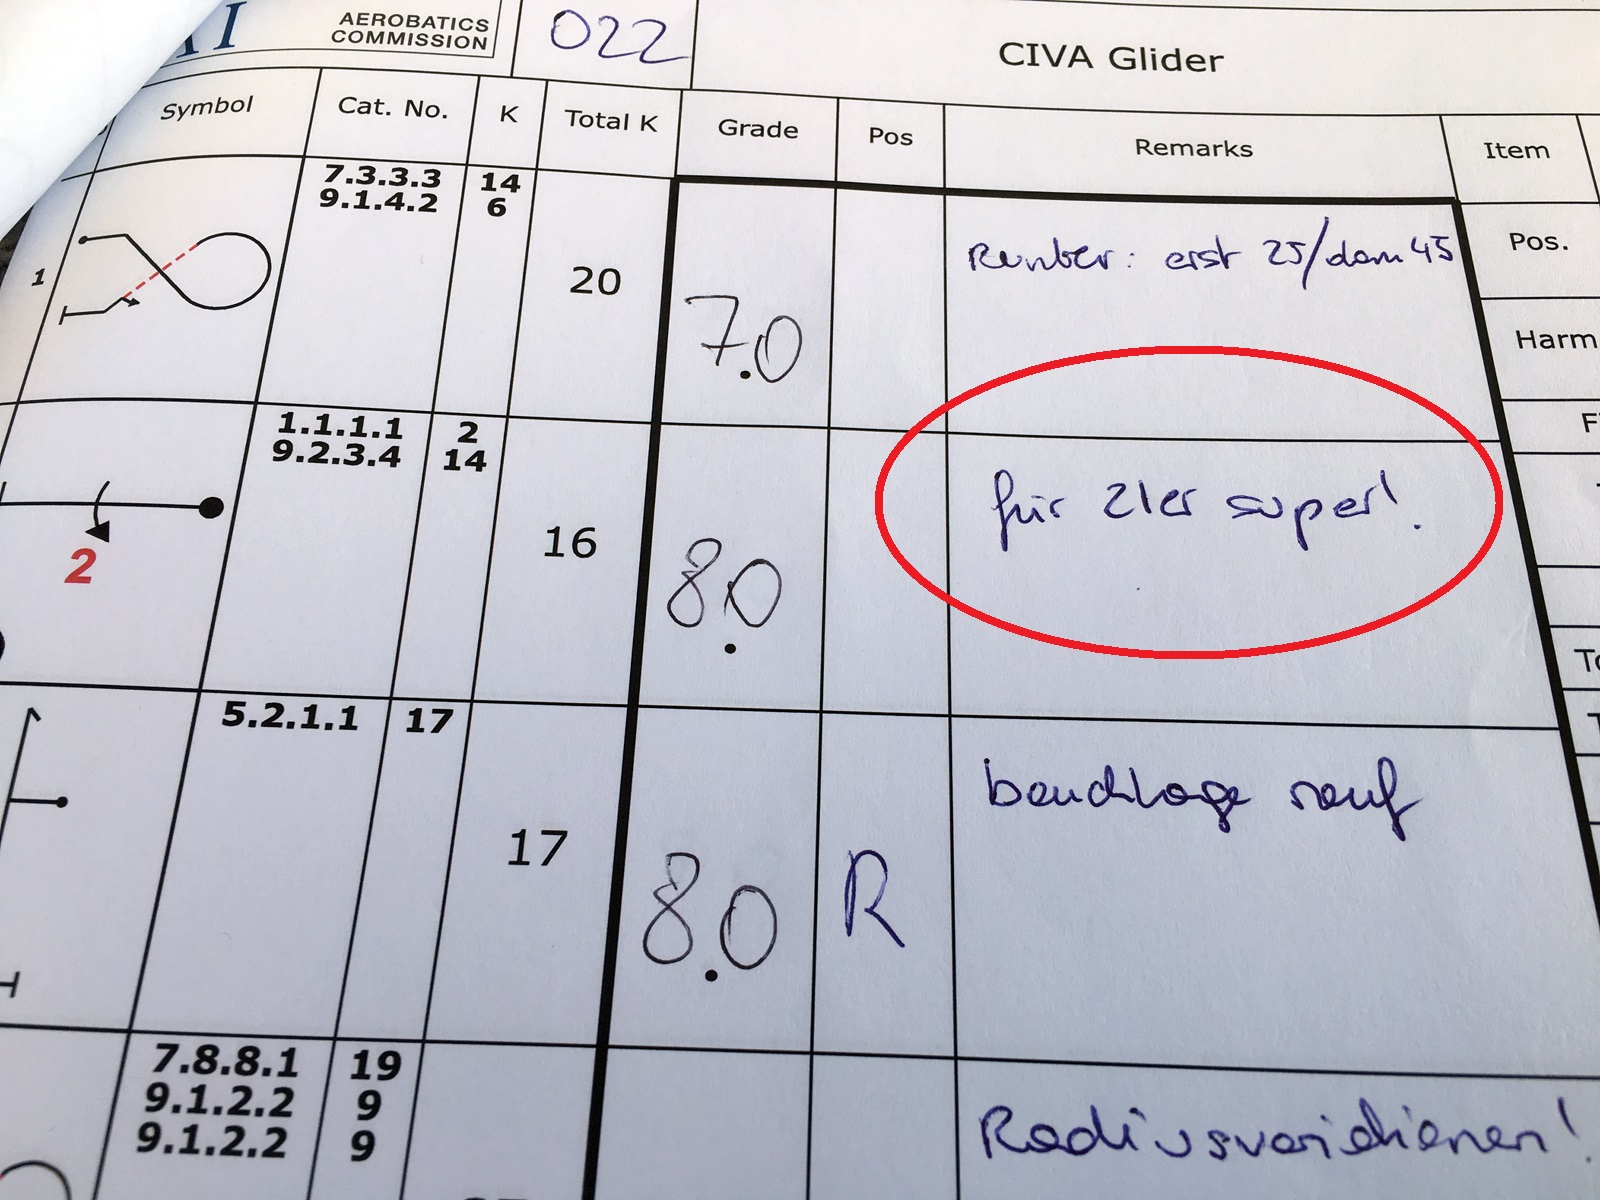 AI
AEROBATICS
COMMISSION
022
CIVA Glider
Symbol Cat. No. K Total K Grade Pos Remarks Item
1 7.3.3.3 14 20 7.0 erst 25/dann 45 Pos.
9.1.4.2 6
Harm
1.1.1.1 2 16 8.0 für 21er super!
9.2.3.4 14
2
5.2.1.1 17 17 8.0 R bauchlage rauf
7.8.8.1 19 Radiusvariationen!
9.1.2.2 9
9.1.2.2 9